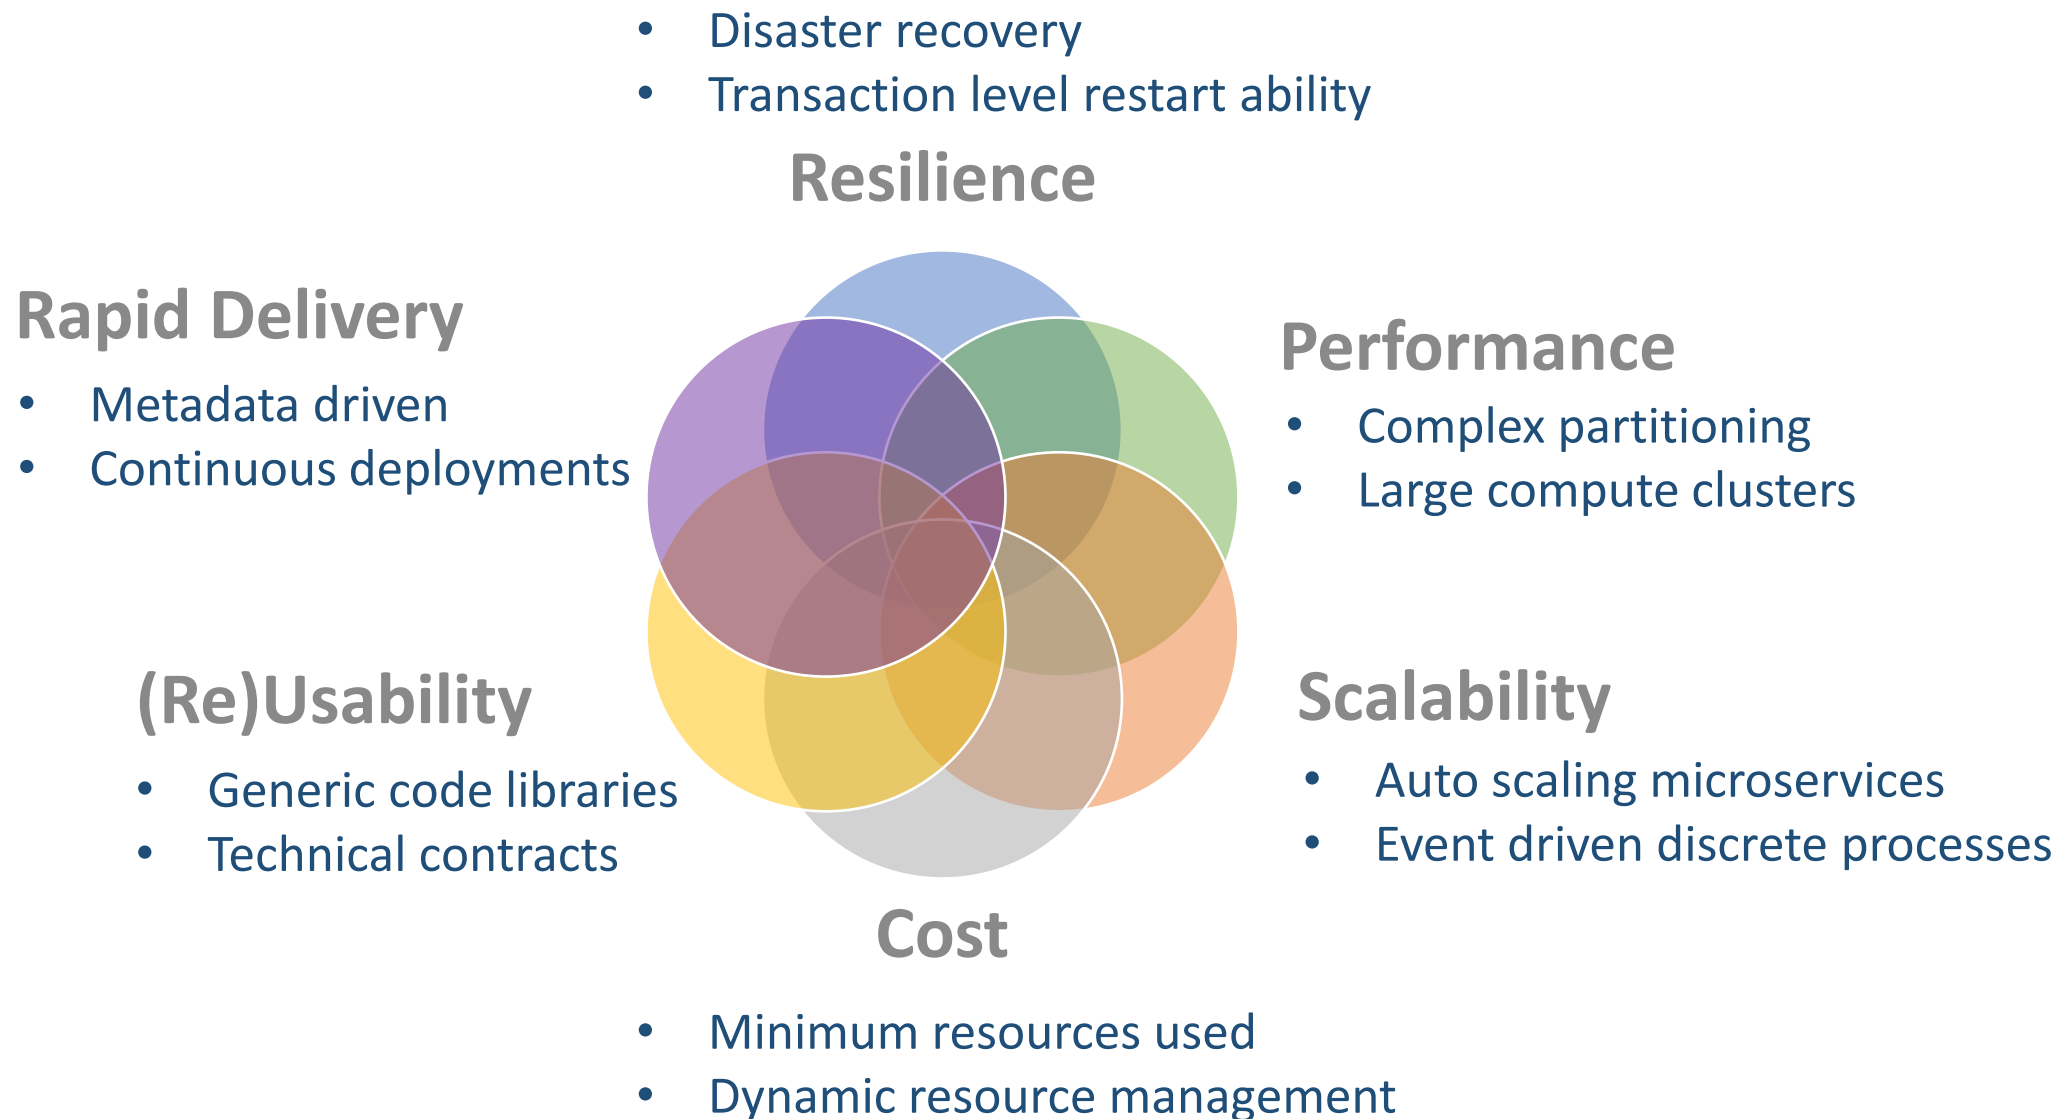 • Disaster recovery
• Transaction level restart ability
Resilience
Rapid Delivery
• Metadata driven
• Continuous deployments
Performance
• Complex partitioning
• Large compute clusters
(Re)Usability
• Generic code libraries
• Technical contracts
Scalability
• Auto scaling microservices
• Event driven discrete processes
Cost
• Minimum resources used
• Dynamic resource management